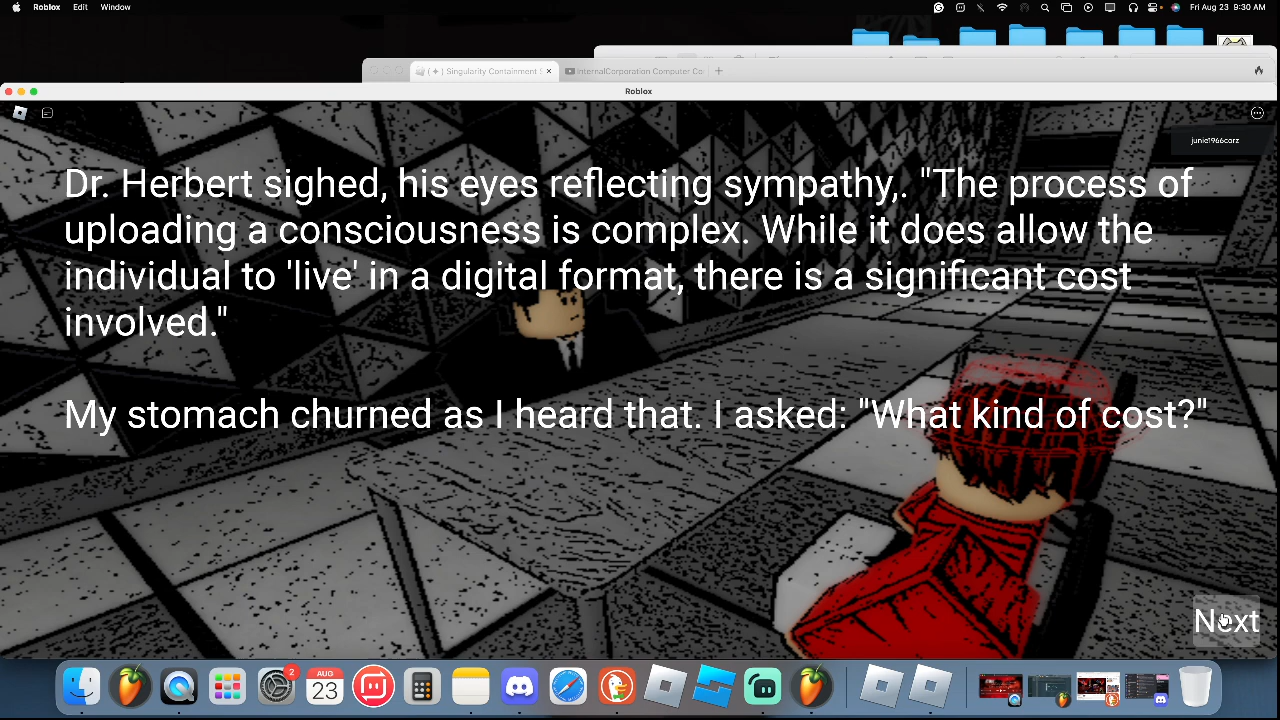 Roblox Edit Window
Fri Aug 23 9:30 AM
( ✦ ) Singularity Containment
InternalCorporation Computer Co
Roblox
junic1966carz
Dr. Herbert sighed, his eyes reflecting sympathy,. "The process of
uploading a consciousness is complex. While it does allow the
individual to 'live' in a digital format, there is a significant cost
involved."
My stomach churned as I heard that. I asked: "What kind of cost?"
Next
2
AUG
23